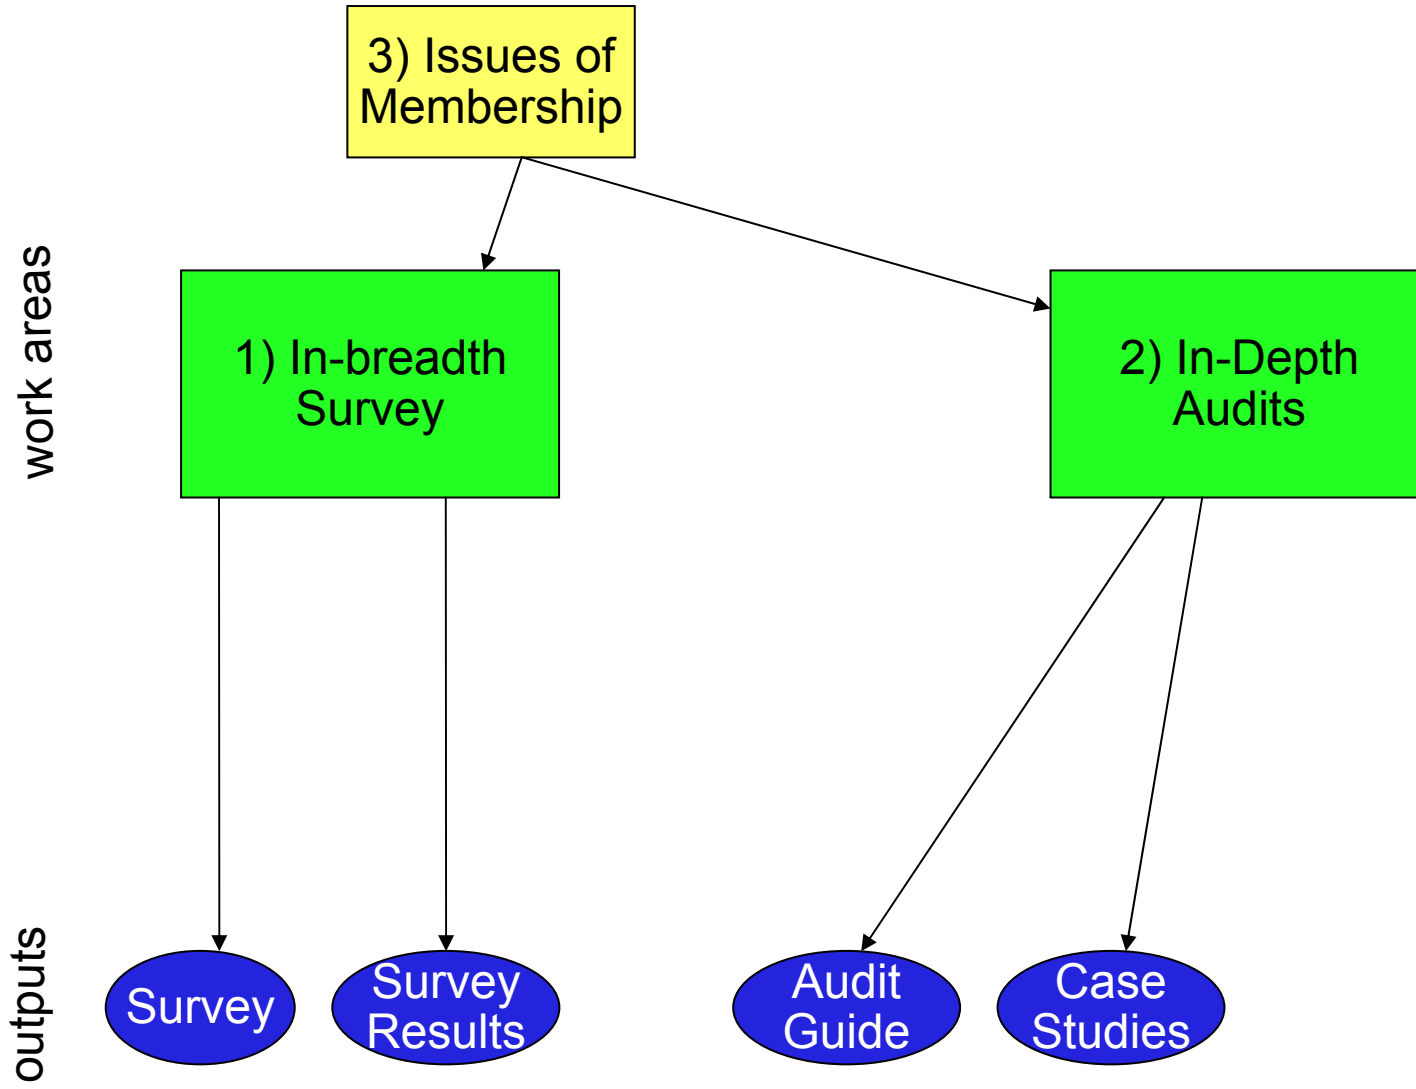 3) Issues of
Membership
work areas
1) In-breadth
Survey
2) In-Depth
Audits
outputs
Survey
Survey
Results
Audit
Guide
Case
Studies